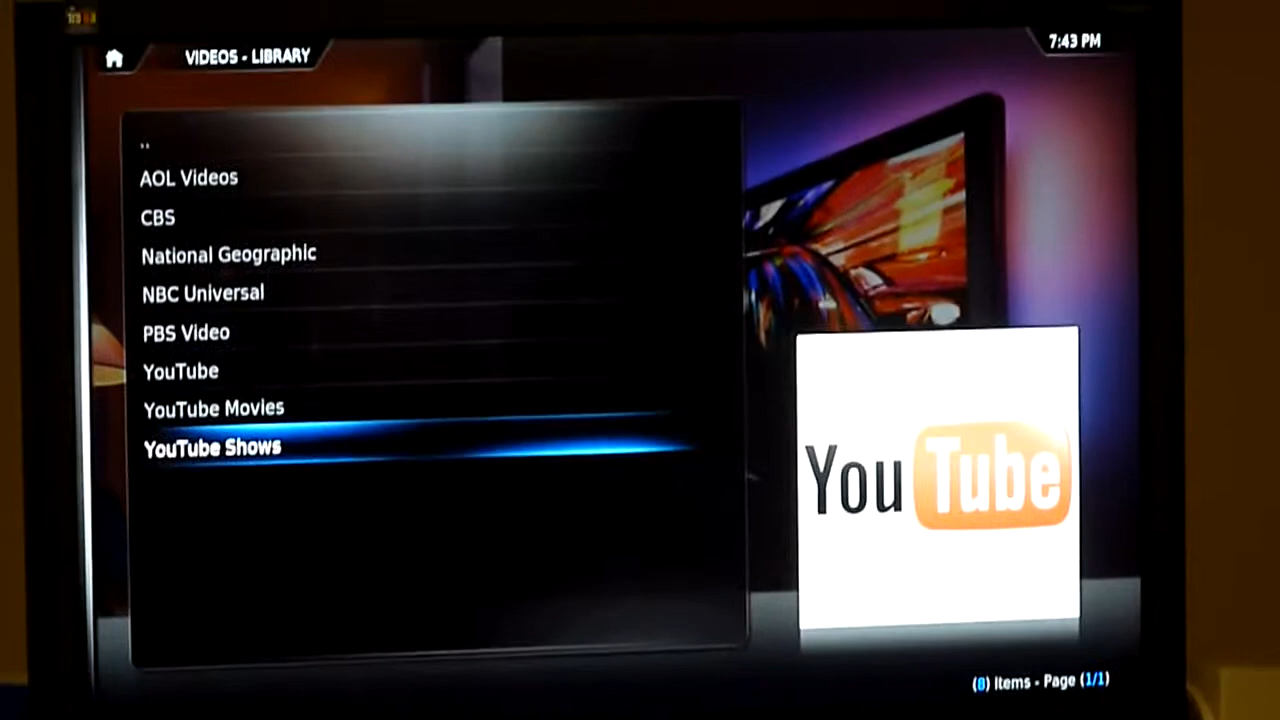 VIDEOS - LIBRARY
7:43 PM
..
AOL Videos
CBS
National Geographic
NBC Universal
PBS Video
YouTube
YouTube Movies
YouTube Shows
YouTube
(8) Items - Page (1/1)